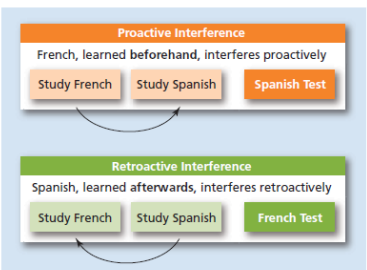 Proactive Interference
French, learned beforehand, interferes proactively
Study French Study Spanish Spanish Test
Retroactive Interference
Spanish, learned afterwards, interferes retroactively
Study French Study Spanish French Test